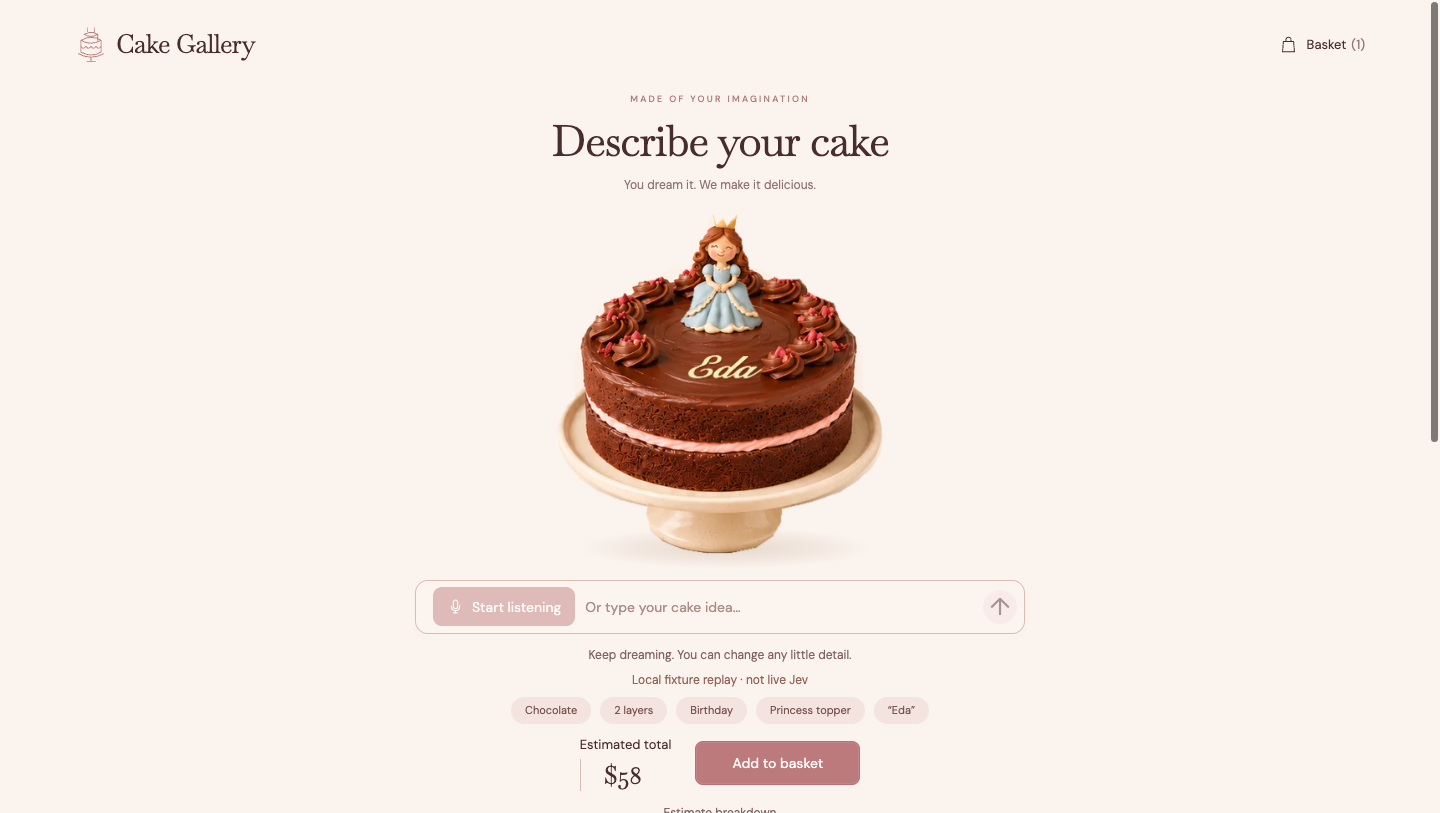 Cake Gallery
Basket (1)
MADE OF YOUR IMAGINATION
Describe your cake
You dream it. We make it delicious.
Eda
Start listening
Or type your cake idea...
Keep dreaming. You can change any little detail.
Local fixture replay · not live Jev
Chocolate
2 layers
Birthday
Princess topper
“Eda”
Estimated total
$58
Add to basket
Estimate breakdown